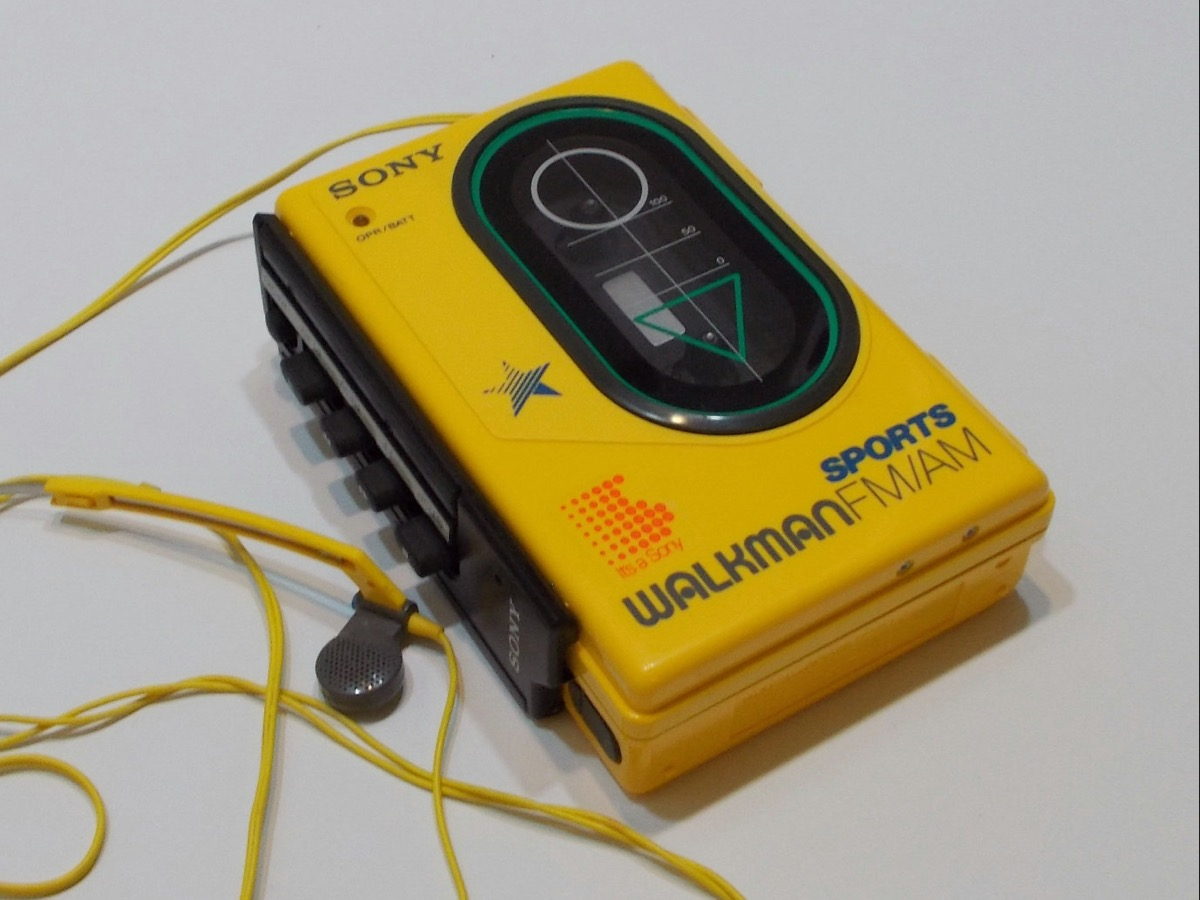 SONY
OPR/BATT
100
50
0
SPORTS
WALKMAN FM/AM
it's a Sony
SONY